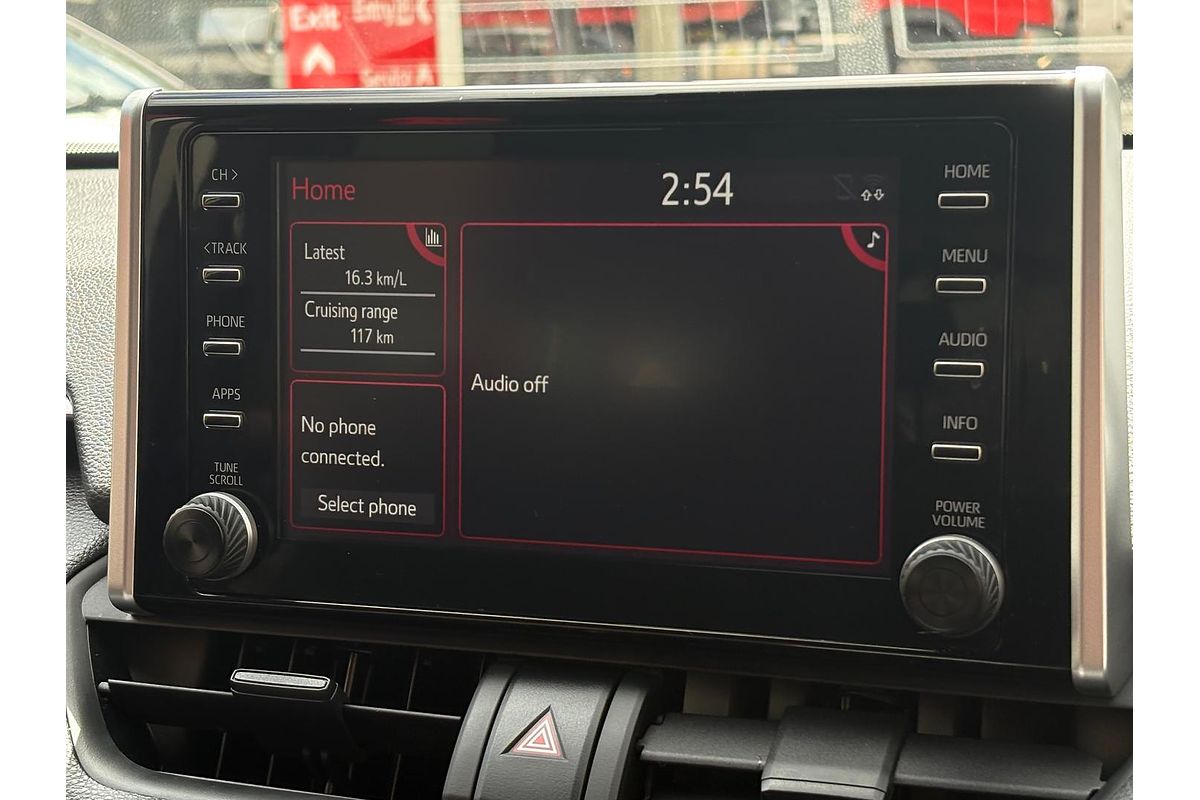 Exit
Entry
CH >
<TRACK
PHONE
APPS
TUNE
SCROLL
Home
2:54
Latest
16.3 km/L
Cruising range
117 km
No phone
connected.
Select phone
Audio off
HOME
MENU
AUDIO
INFO
POWER
VOLUME